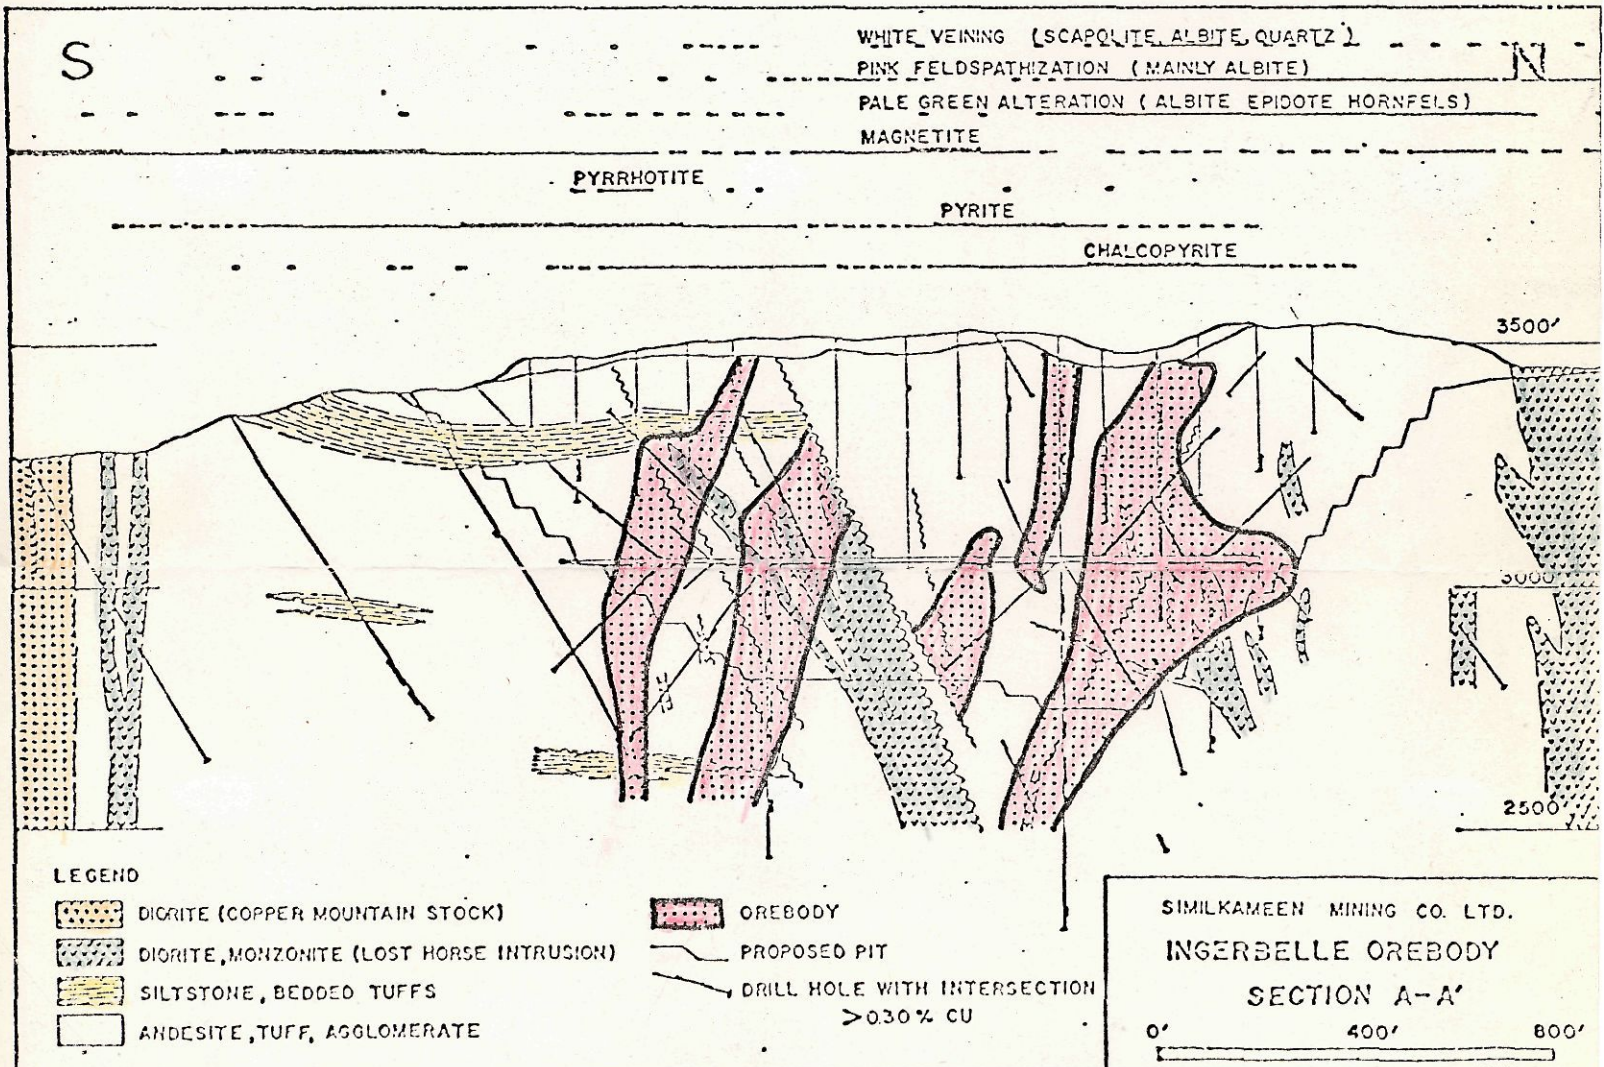 S
N
WHITE VEINING (SCAPOLITE, ALBITE, QUARTZ)
PINK FELDSPATHIZATION (MAINLY ALBITE)
PALE GREEN ALTERATION (ALBITE EPIDOTE HORNFELS)
MAGNETITE
PYRRHOTITE
PYRITE
CHALCOPYRITE
3500'
3000'
2500'
LEGEND
DIORITE (COPPER MOUNTAIN STOCK)
DIORITE, MONZONITE (LOST HORSE INTRUSION)
SILTSTONE, BEDDED TUFFS
ANDESITE, TUFF, AGGLOMERATE
OREBODY
PROPOSED PIT
DRILL HOLE WITH INTERSECTION
>0.30% CU
SIMILKAMEEN MINING CO. LTD.
INGERBELLE OREBODY
SECTION A-A'
0' 400' 800'